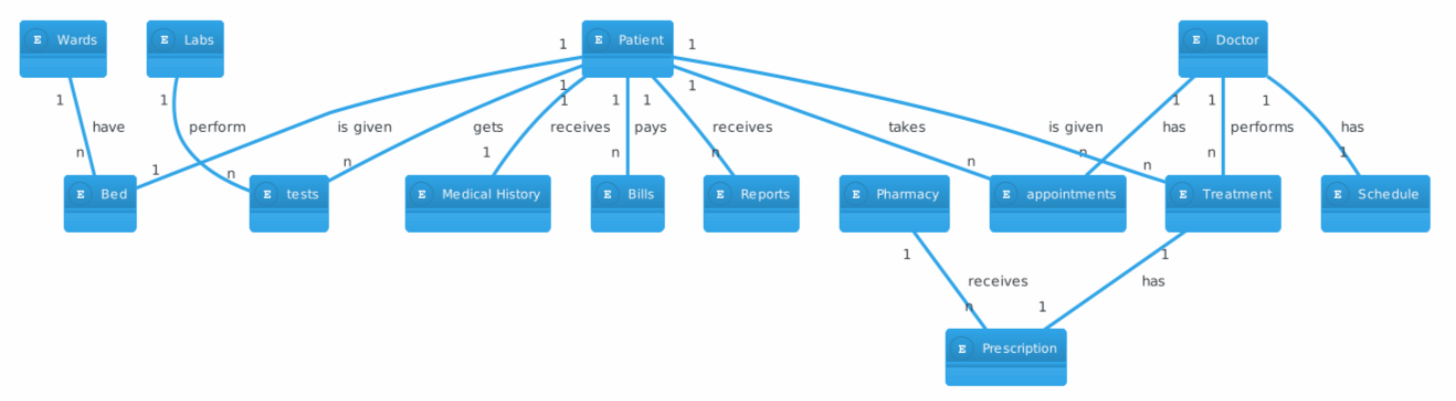 E Wards
E Labs
E Patient
E Doctor
1 1
1 1 1 1 1 1 1 1 1 1
have perform is given gets receives pays receives takes is given has performs has
n 1 n n 1 n n n n n n 1
E Bed
E tests
E Medical History
E Bills
E Reports
E Pharmacy
E appointments
E Treatment
E Schedule
1 1
receives has
n 1
E Prescription